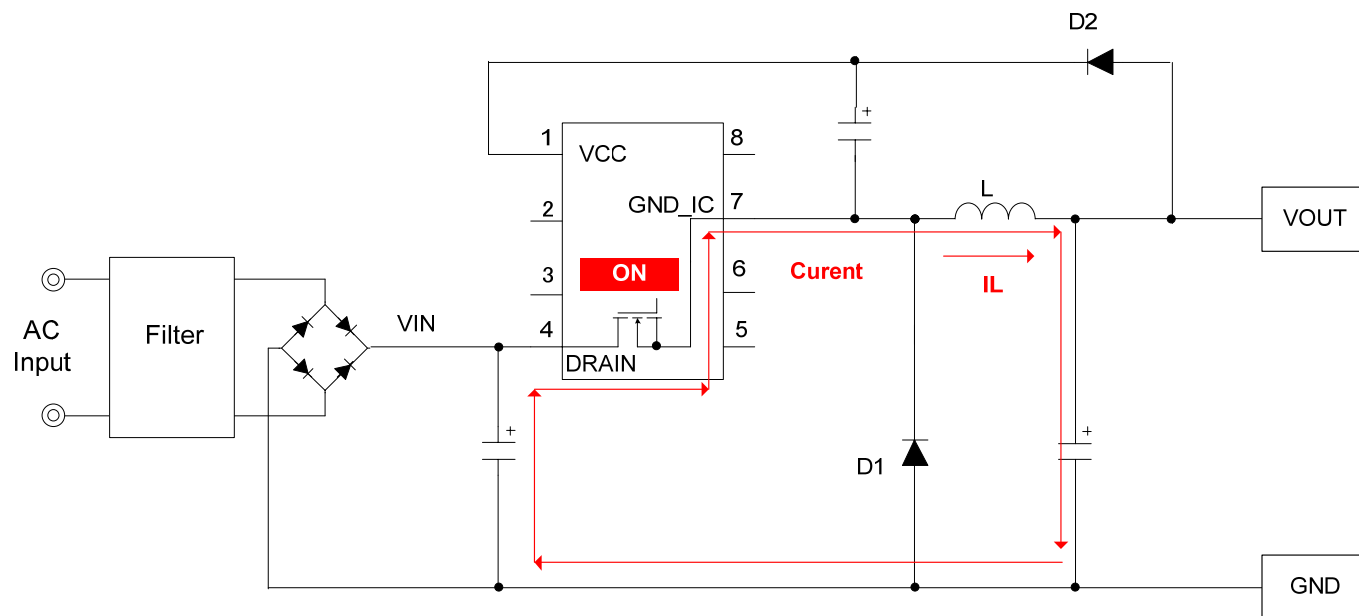 D2
+
1
VCC
8
2
GND_IC
7
L
VOUT
3
ON
6
Curent
IL
AC
Input
Filter
VIN
4
5
DRAIN
+
D1
+
GND